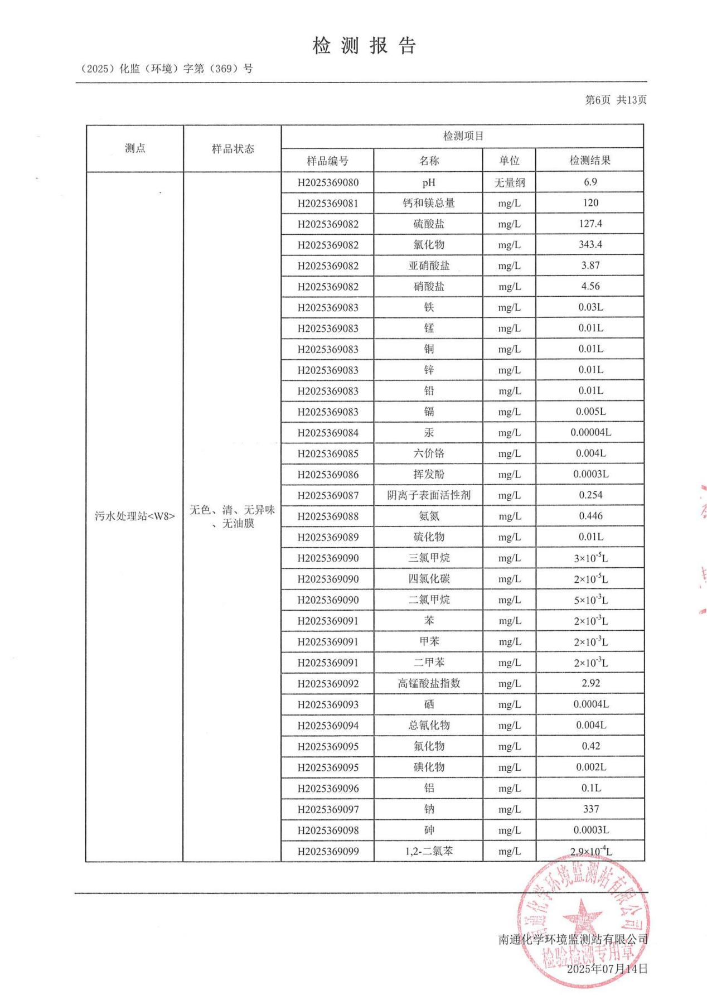 检测报告
（2025）化监（环境）字第（369）号
第6页 共13页
测点 样品状态 检测项目
样品编号 名称 单位 检测结果
H2025369080 pH 无量纲 6.9
H2025369081 钙和镁总量 mg/L 120
H2025369082 硫酸盐 mg/L 127.4
H2025369082 氯化物 mg/L 343.4
H2025369082 亚硝酸盐 mg/L 3.87
H2025369082 硝酸盐 mg/L 4.56
H2025369083 铁 mg/L 0.03L
H2025369083 锰 mg/L 0.01L
H2025369083 铜 mg/L 0.01L
H2025369083 锌 mg/L 0.01L
H2025369083 铅 mg/L 0.01L
H2025369083 镉 mg/L 0.005L
H2025369084 汞 mg/L 0.00004L
H2025369085 六价铬 mg/L 0.004L
H2025369086 挥发酚 mg/L 0.0003L
H2025369087 阴离子表面活性剂 mg/L 0.254
污水处理站<W8> 无色、清、无异味
、无油膜
H2025369088 氨氮 mg/L 0.446
H2025369089 硫化物 mg/L 0.01L
H2025369090 三氯甲烷 mg/L 3×10⁻⁵L
H2025369090 四氯化碳 mg/L 2×10⁻⁵L
H2025369090 二氯甲烷 mg/L 5×10⁻³L
H2025369091 苯 mg/L 2×10⁻³L
H2025369091 甲苯 mg/L 2×10⁻³L
H2025369091 二甲苯 mg/L 2×10⁻³L
H2025369092 高锰酸盐指数 mg/L 2.92
H2025369093 硒 mg/L 0.0004L
H2025369094 总氰化物 mg/L 0.004L
H2025369095 氟化物 mg/L 0.42
H2025369095 碘化物 mg/L 0.002L
H2025369096 铝 mg/L 0.1L
H2025369097 钠 mg/L 337
H2025369098 砷 mg/L 0.0003L
H2025369099 1,2-二氯苯 mg/L 2.9×10⁻⁴L
南通化学环境监测站有限公司
南通化学环境监测站有限公司
检验检测专用章
2025年07月14日